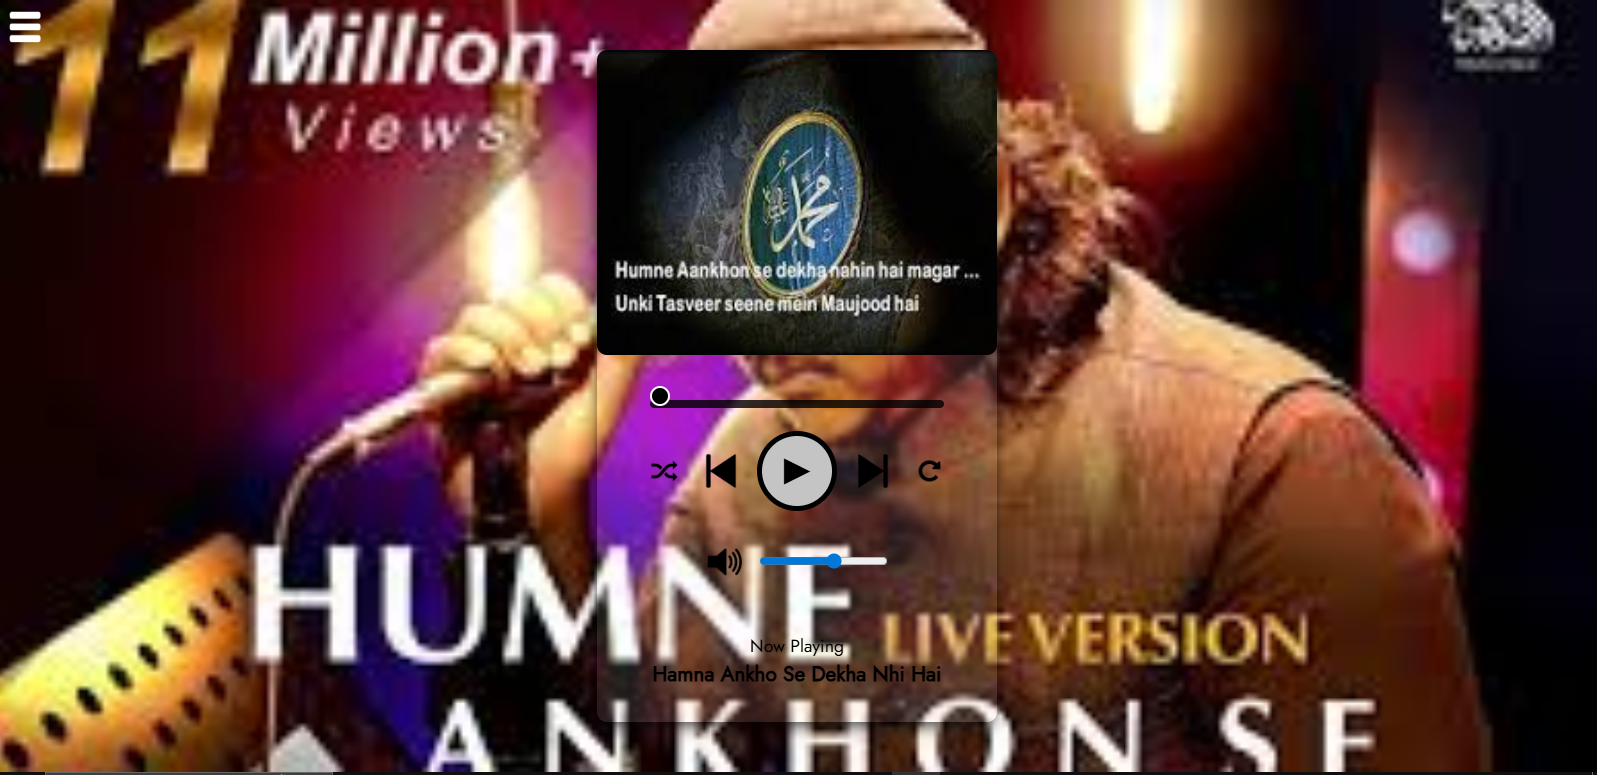 11 Million+
Views
محمد
Humne Aankhon se dekha nahin hai magar ...
Unki Tasveer seene mein Maujood hai
HUMNE
LIVE VERSION
Now Playing
Hamna Ankho Se Dekha Nhi Hai
ANKHON SE